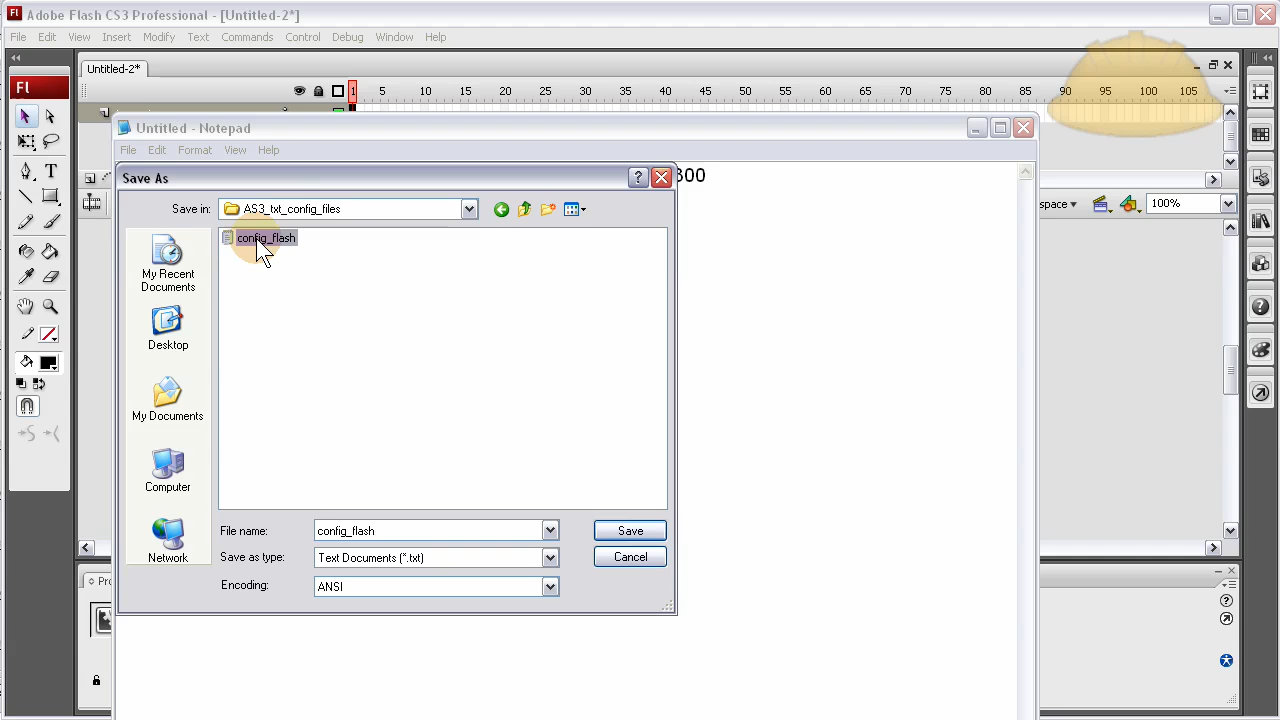 Fl Adobe Flash CS3 Professional - [Untitled-2*]
File Edit View Insert Modify Text Commands Control Debug Window Help
Untitled-2*
Fl
1 5 10 15 20 25 30 35 40 45 50 55 60 65 70 75 80 85 90 95 100 105
Untitled - Notepad
File Edit Format View Help
300
Save As
Save in: AS3_txt_config_files
space 100%
config_flash
My Recent
Documents
Desktop
My Documents
Computer
Network
File name: config_flash Save
Save as type: Text Documents (*.txt) Cancel
Encoding: ANSI
Pro